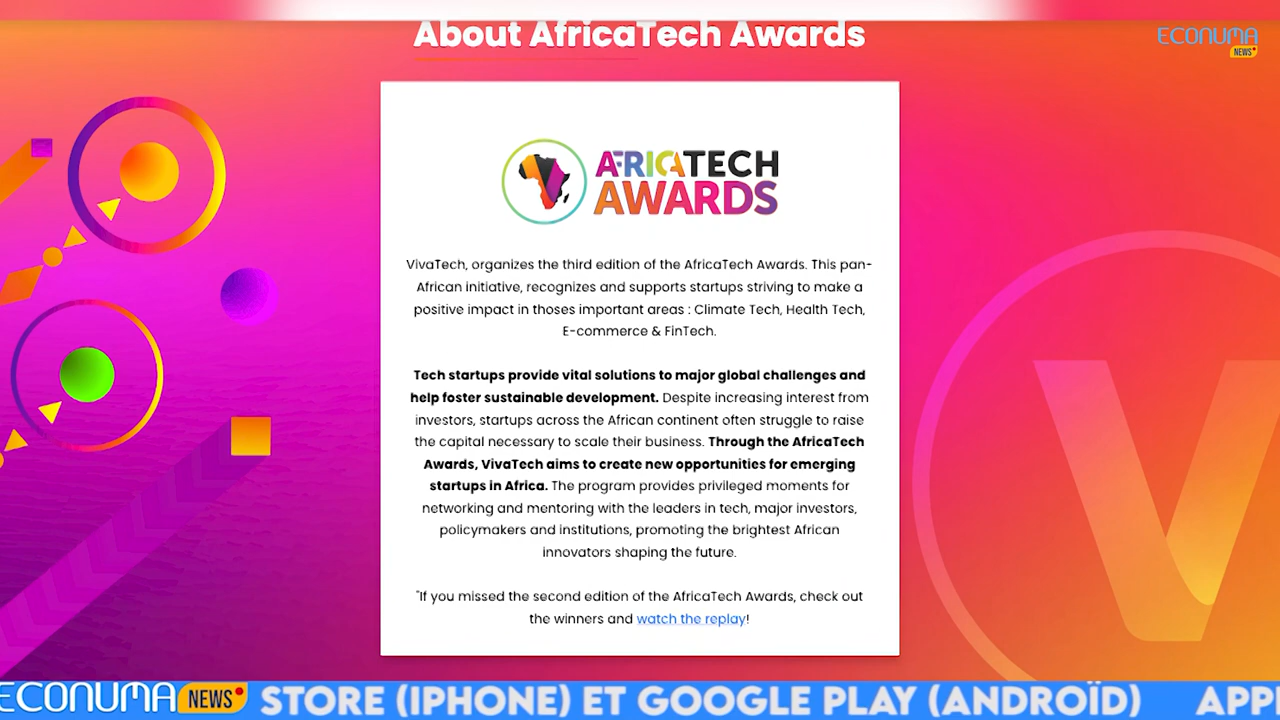 About AfricaTech Awards
ECONUMA
NEWS
AFRICATECH
AWARDS
VivaTech, organizes the third edition of the AfricaTech Awards. This pan-
African initiative, recognizes and supports startups striving to make a
positive impact in thoses important areas : Climate Tech, Health Tech,
E-commerce & FinTech.
Tech startups provide vital solutions to major global challenges and
help foster sustainable development. Despite increasing interest from
investors, startups across the African continent often struggle to raise
the capital necessary to scale their business. Through the AfricaTech
Awards, VivaTech aims to create new opportunities for emerging
startups in Africa. The program provides privileged moments for
networking and mentoring with the leaders in tech, major investors,
policymakers and institutions, promoting the brightest African
innovators shaping the future.
"If you missed the second edition of the AfricaTech Awards, check out
the winners and watch the replay!
ECONUMA NEWS STORE (IPHONE) ET GOOGLE PLAY (ANDROÏD) APP